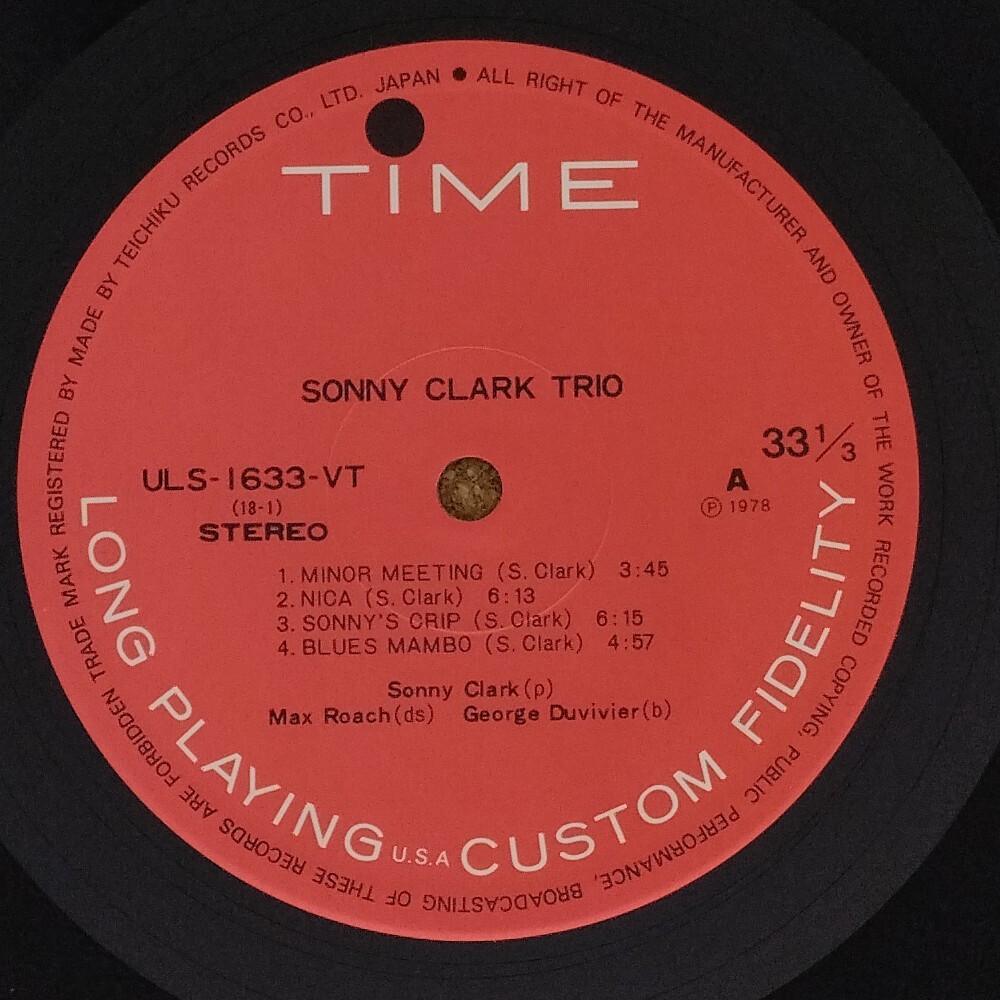 TRADE MARK REGISTERED BY MADE BY TEICHIKU RECORDS CO., LTD. JAPAN ● ALL RIGHT OF THE MANUFACTURER AND OWNER OF THE WORK RECORDED COPYING, PUBLIC PERFORMANCE, BROADCASTING OF THESE RECORDS ARE FORBIDDEN
TIME
SONNY CLARK TRIO
33 1/3
ULS-1633-VT
A
(18-1)
Ⓟ 1978
STEREO
1. MINOR MEETING (S. Clark) 3:45
2. NICA (S. Clark) 6:13
3. SONNY'S CRIP (S. Clark) 6:15
4. BLUES MAMBO (S. Clark) 4:57
Sonny Clark (p)
Max Roach (ds) George Duvivier (b)
LONG PLAYING U.S.A CUSTOM FIDELITY